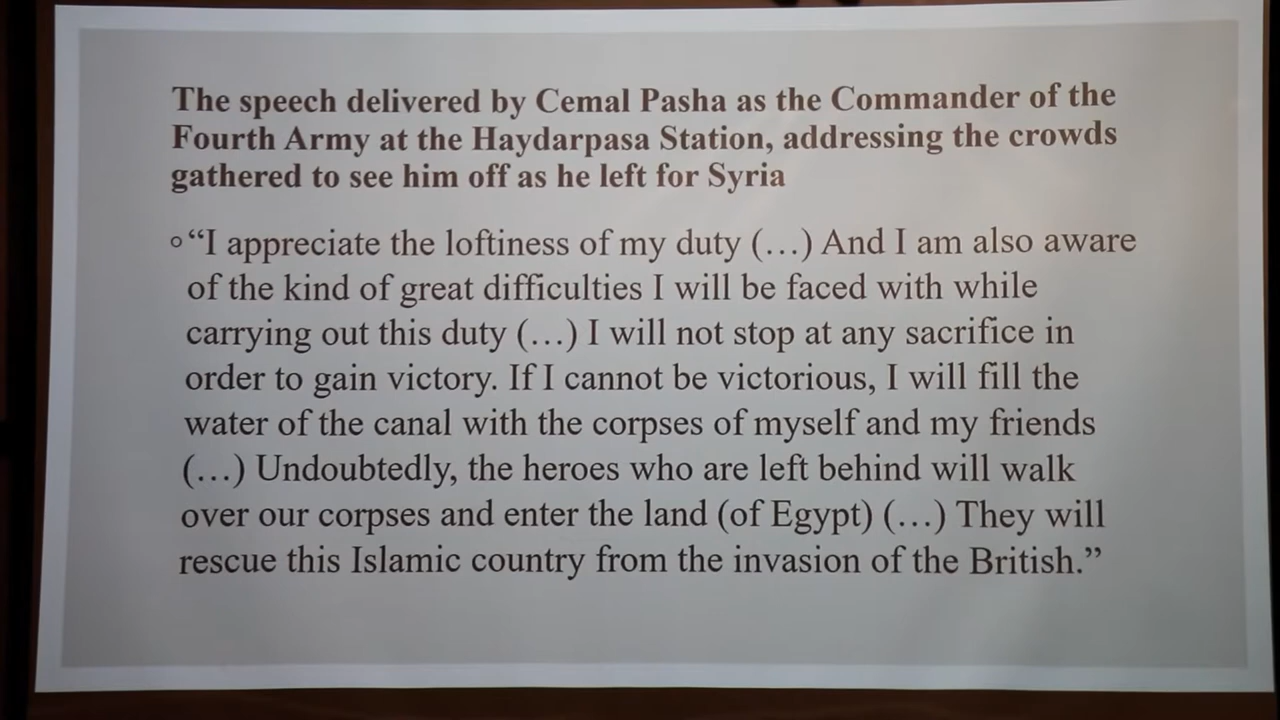 The speech delivered by Cemal Pasha as the Commander of the
Fourth Army at the Haydarpasa Station, addressing the crowds
gathered to see him off as he left for Syria
“I appreciate the loftiness of my duty (…) And I am also aware
of the kind of great difficulties I will be faced with while
carrying out this duty (…) I will not stop at any sacrifice in
order to gain victory. If I cannot be victorious, I will fill the
water of the canal with the corpses of myself and my friends
(…) Undoubtedly, the heroes who are left behind will walk
over our corpses and enter the land (of Egypt) (…) They will
rescue this Islamic country from the invasion of the British.”